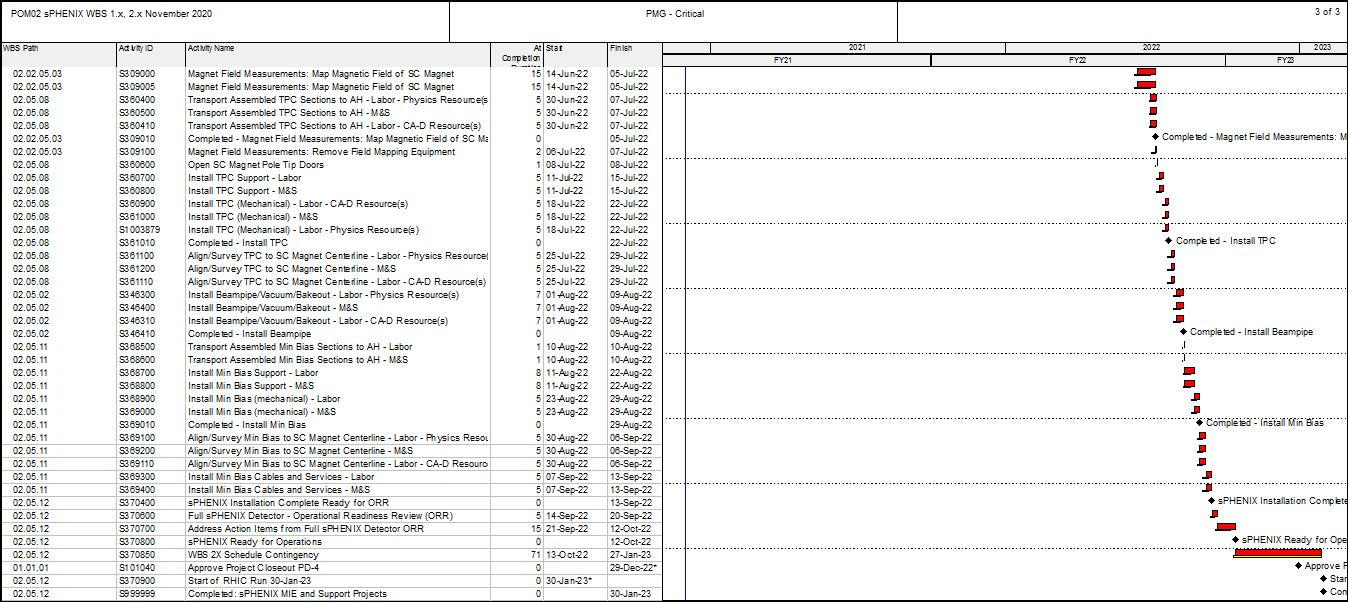 POM02 sPHENIX WBS 1.x, 2.x November 2020 PMG - Critical 3 of 3
WBS Path Activity ID Activity Name At Completion Start Finish 2021 2022 2023
FY21 FY22 FY23
02.02.05.03 S309000 Magnet Field Measurements: Map Magnetic Field of SC Magnet 15 14-Jun-22 05-Jul-22
02.02.05.03 S309005 Magnet Field Measurements: Map Magnetic Field of SC Magnet 15 14-Jun-22 05-Jul-22
02.05.08 S360400 Transport Assembled TPC Sections to AH - Labor - Physics Resource(s 5 30-Jun-22 07-Jul-22
02.05.08 S360500 Transport Assembled TPC Sections to AH - M&S 5 30-Jun-22 07-Jul-22
02.05.08 S360410 Transport Assembled TPC Sections to AH - Labor - CA-D Resource(s) 5 30-Jun-22 07-Jul-22
02.02.05.03 S309010 Completed - Magnet Field Measurements: Map Magnetic Field of SC Ma 0 05-Jul-22 Completed - Magnet Field Measurements: M
02.02.05.03 S309100 Magnet Field Measurements: Remove Field Mapping Equipment 2 06-Jul-22 07-Jul-22
02.05.08 S360600 Open SC Magnet Pole Tip Doors 1 08-Jul-22 08-Jul-22
02.05.08 S360700 Install TPC Support - Labor 5 11-Jul-22 15-Jul-22
02.05.08 S360800 Install TPC Support - M&S 5 11-Jul-22 15-Jul-22
02.05.08 S360900 Install TPC (Mechanical) - Labor - CA-D Resource(s) 5 18-Jul-22 22-Jul-22
02.05.08 S361000 Install TPC (Mechanical) - M&S 5 18-Jul-22 22-Jul-22
02.05.08 S1003879 Install TPC (Mechanical) - Labor - Physics Resource(s) 5 18-Jul-22 22-Jul-22
02.05.08 S361010 Completed - Install TPC 0 22-Jul-22 Completed - Install TPC
02.05.08 S361100 Align/Survey TPC to SC Magnet Centerline - Labor - Physics Resource( 5 25-Jul-22 29-Jul-22
02.05.08 S361200 Align/Survey TPC to SC Magnet Centerline - M&S 5 25-Jul-22 29-Jul-22
02.05.08 S361110 Align/Survey TPC to SC Magnet Centerline - Labor - CA-D Resource(s) 5 25-Jul-22 29-Jul-22
02.05.02 S346300 Install Beampipe/Vacuum/Bakeout - Labor - Physics Resource(s) 7 01-Aug-22 09-Aug-22
02.05.02 S346400 Install Beampipe/Vacuum/Bakeout - M&S 7 01-Aug-22 09-Aug-22
02.05.02 S346310 Install Beampipe/Vacuum/Bakeout - Labor - CA-D Resource(s) 7 01-Aug-22 09-Aug-22
02.05.02 S346410 Completed - Install Beampipe 0 09-Aug-22 Completed - Install Beampipe
02.05.11 S368500 Transport Assembled Min Bias Sections to AH - Labor 1 10-Aug-22 10-Aug-22
02.05.11 S368600 Transport Assembled Min Bias Sections to AH - M&S 1 10-Aug-22 10-Aug-22
02.05.11 S368700 Install Min Bias Support - Labor 8 11-Aug-22 22-Aug-22
02.05.11 S368800 Install Min Bias Support - M&S 8 11-Aug-22 22-Aug-22
02.05.11 S368900 Install Min Bias (mechanical) - Labor 5 23-Aug-22 29-Aug-22
02.05.11 S369000 Install Min Bias (mechanical) - M&S 5 23-Aug-22 29-Aug-22
02.05.11 S369010 Completed - Install Min Bias 0 29-Aug-22 Completed - Install Min Bias
02.05.11 S369100 Align/Survey Min Bias to SC Magnet Centerline - Labor - Physics Resou 5 30-Aug-22 06-Sep-22
02.05.11 S369200 Align/Survey Min Bias to SC Magnet Centerline - M&S 5 30-Aug-22 06-Sep-22
02.05.11 S369110 Align/Survey Min Bias to SC Magnet Centerline - Labor - CA-D Resourc 5 30-Aug-22 06-Sep-22
02.05.11 S369300 Install Min Bias Cables and Services - Labor 5 07-Sep-22 13-Sep-22
02.05.11 S369400 Install Min Bias Cables and Services - M&S 5 07-Sep-22 13-Sep-22
02.05.12 S370400 sPHENIX Installation Complete Ready for ORR 0 13-Sep-22 sPHENIX Installation Complete
02.05.12 S370600 Full sPHENIX Detector - Operational Readiness Review (ORR) 5 14-Sep-22 20-Sep-22
02.05.12 S370700 Address Action Items from Full sPHENIX Detector ORR 15 21-Sep-22 12-Oct-22
02.05.12 S370800 sPHENIX Ready for Operations 0 12-Oct-22 sPHENIX Ready for Ope
02.05.12 S370850 WBS 2X Schedule Contingency 71 13-Oct-22 27-Jan-23
01.01.01 S101040 Approve Project Closeout PD-4 0 29-Dec-22* Approve P
02.05.12 S370900 Start of RHIC Run 30-Jan-23 0 30-Jan-23* Star
02.05.12 S999999 Completed: sPHENIX MIE and Support Projects 0 30-Jan-23 Com